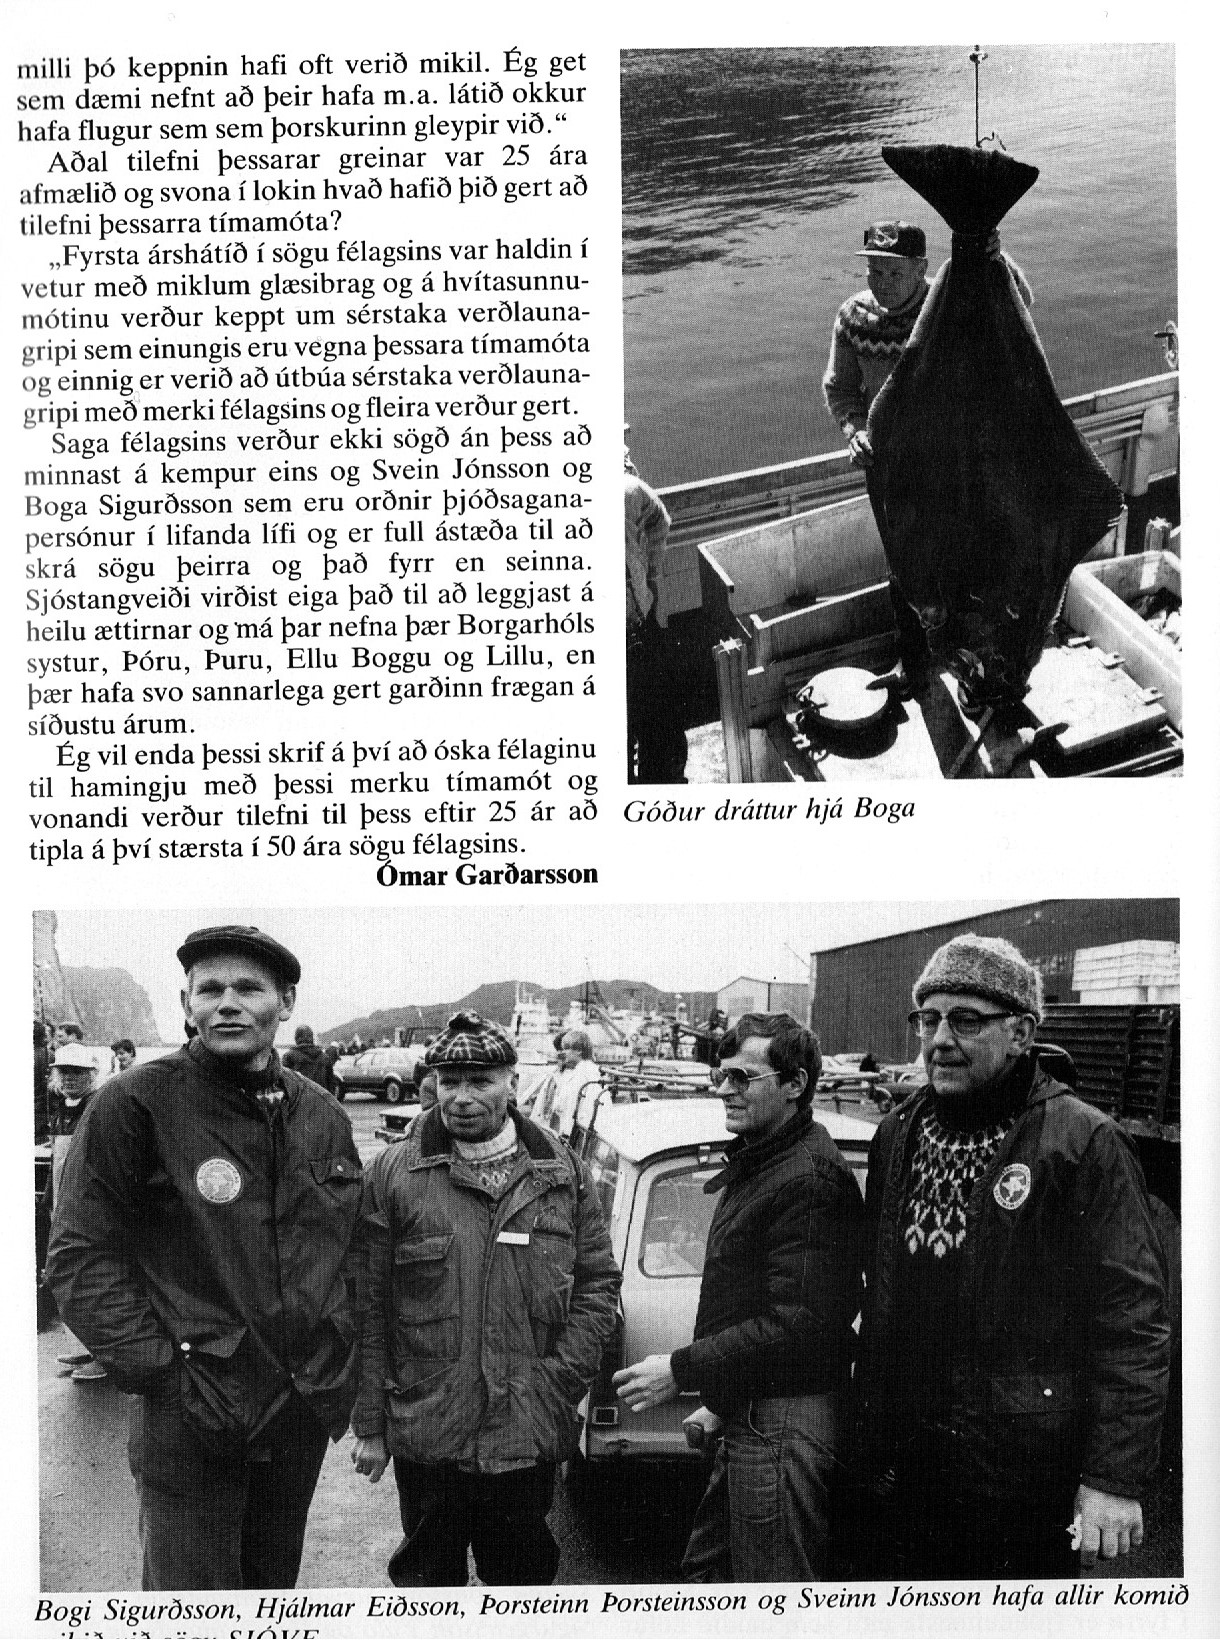 milli þó keppnin hafi oft verið mikil. Ég get
sem dæmi nefnt að þeir hafa m.a. látið okkur
hafa flugur sem sem þorskurinn gleypir við.“
Aðal tilefni þessarar greinar var 25 ára
afmælið og svona í lokin hvað hafið þið gert að
tilefni þessarra tímamóta?
„Fyrsta árshátíð í sögu félagsins var haldin í
vetur með miklum glæsibrag og á hvítasunnu-
mótinu verður keppt um sérstaka verðlauna-
gripi sem einungis eru vegna þessara tímamóta
og einnig er verið að útbúa sérstaka verðlauna-
gripi með merki félagsins og fleira verður gert.
Saga félagsins verður ekki sögð án þess að
minnast á kempur eins og Svein Jónsson og
Boga Sigurðsson sem eru orðnir þjóðsagana-
persónur í lifanda lífi og er full ástæða til að
skrá sögu þeirra og það fyrr en seinna.
Sjóstangveiði virðist eiga það til að leggjast á
heilu ættirnar og má þar nefna þær Borgarhóls
systur, Þóru, Þuru, Ellu Boggu og Lillu, en
þær hafa svo sannarlega gert garðinn frægan á
síðustu árum.
Ég vil enda þessi skrif á því að óska félaginu
til hamingju með þessi merku tímamót og
vonandi verður tilefni til þess eftir 25 ár að
tipla á því stærsta í 50 ára sögu félagsins.
Ómar Garðarsson
Góður dráttur hjá Boga
Bogi Sigurðsson, Hjálmar Eiðsson, Þorsteinn Þorsteinsson og Sveinn Jónsson hafa allir komið
við sögu SJÓVE